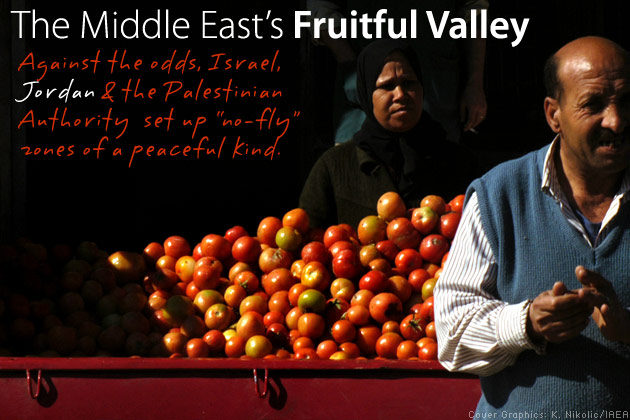 The Middle East's Fruitful Valley
Against the odds, Israel,
Jordan & the Palestinian
Authority set up "no-fly"
zones of a peaceful kind.
Cover Graphics: K. Nikolic/IAEA